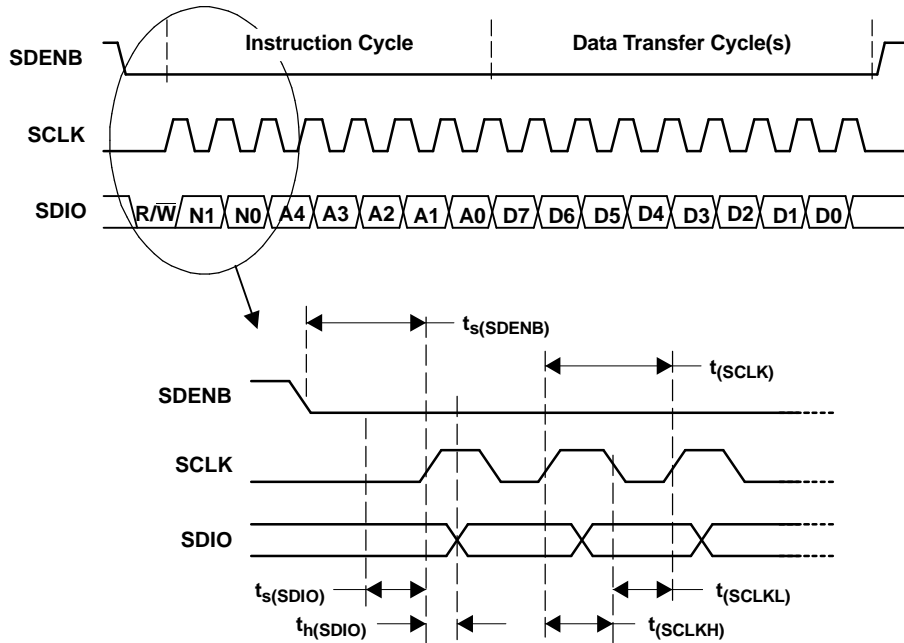 Instruction Cycle Data Transfer Cycle(s)
SDENB
SCLK
SDIO R/W̅ N1 N0 A4 A3 A2 A1 A0 D7 D6 D5 D4 D3 D2 D1 D0
ts(SDENB)
t(SCLK)
SDENB
SCLK
SDIO
ts(SDIO) t(SCLKL)
th(SDIO) t(SCLKH)